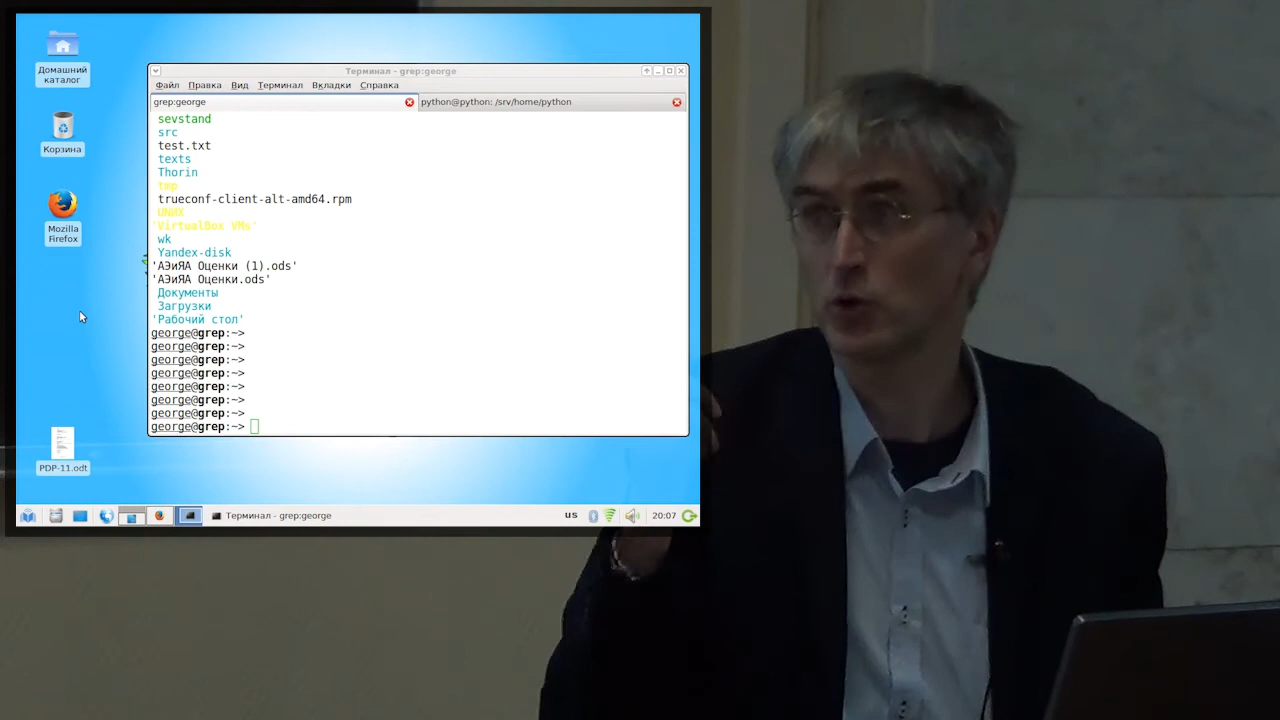 Домашний
каталог
Корзина
Mozilla
Firefox
PDP-11.odt
Терминал - grep:george
Файл Правка Вид Терминал Вкладки Справка
grep:george
python@python: /srv/home/python
sevstand
src
test.txt
texts
Thorin
tmp
trueconf-client-alt-amd64.rpm
UNIX
'VirtualBox VMs'
wk
Yandex-disk
'АЭиЯА Оценки (1).ods'
'АЭиЯА Оценки.ods'
Документы
Загрузки
'Рабочий стол'
george@grep:~>
george@grep:~>
george@grep:~>
george@grep:~>
george@grep:~>
george@grep:~>
george@grep:~>
george@grep:~>
Терминал - grep:george
us
20:07